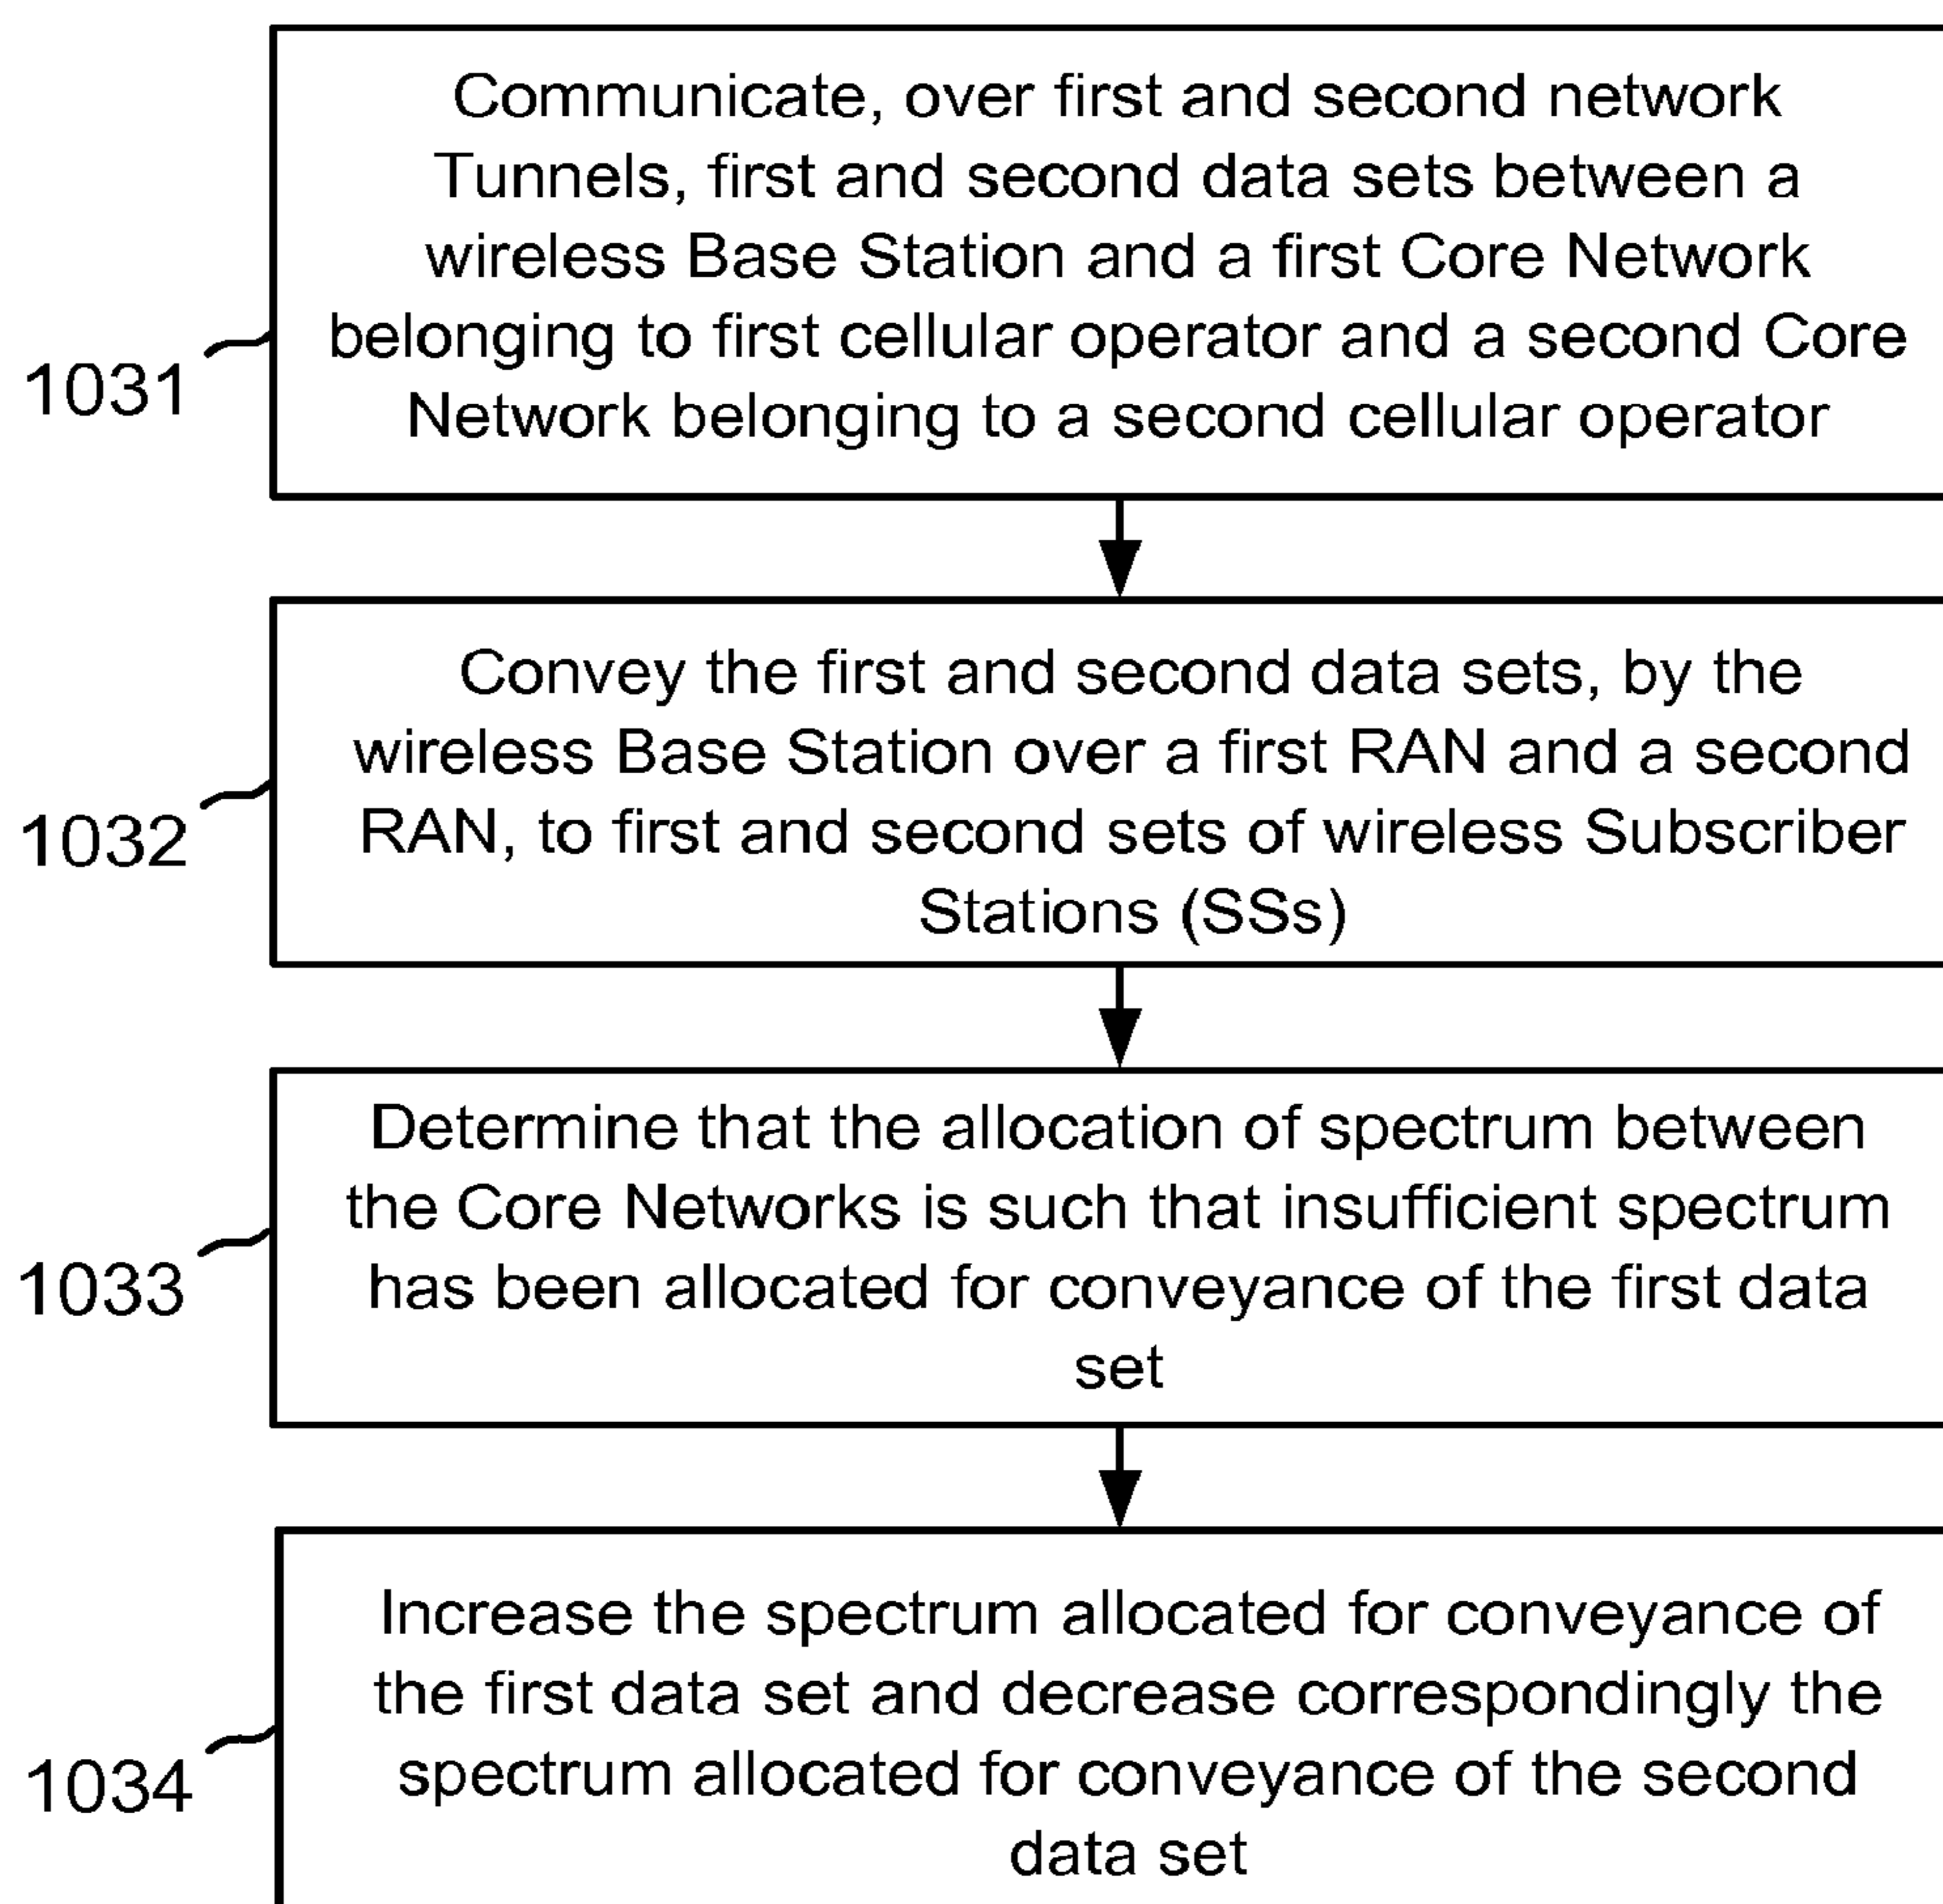 Communicate, over first and second network
Tunnels, first and second data sets between a
wireless Base Station and a first Core Network
belonging to first cellular operator and a second Core
Network belonging to a second cellular operator
1031
Convey the first and second data sets, by the
wireless Base Station over a first RAN and a second
RAN, to first and second sets of wireless Subscriber
Stations (SSs)
1032
Determine that the allocation of spectrum between
the Core Networks is such that insufficient spectrum
has been allocated for conveyance of the first data
set
1033
Increase the spectrum allocated for conveyance of
the first data set and decrease correspondingly the
spectrum allocated for conveyance of the second
data set
1034